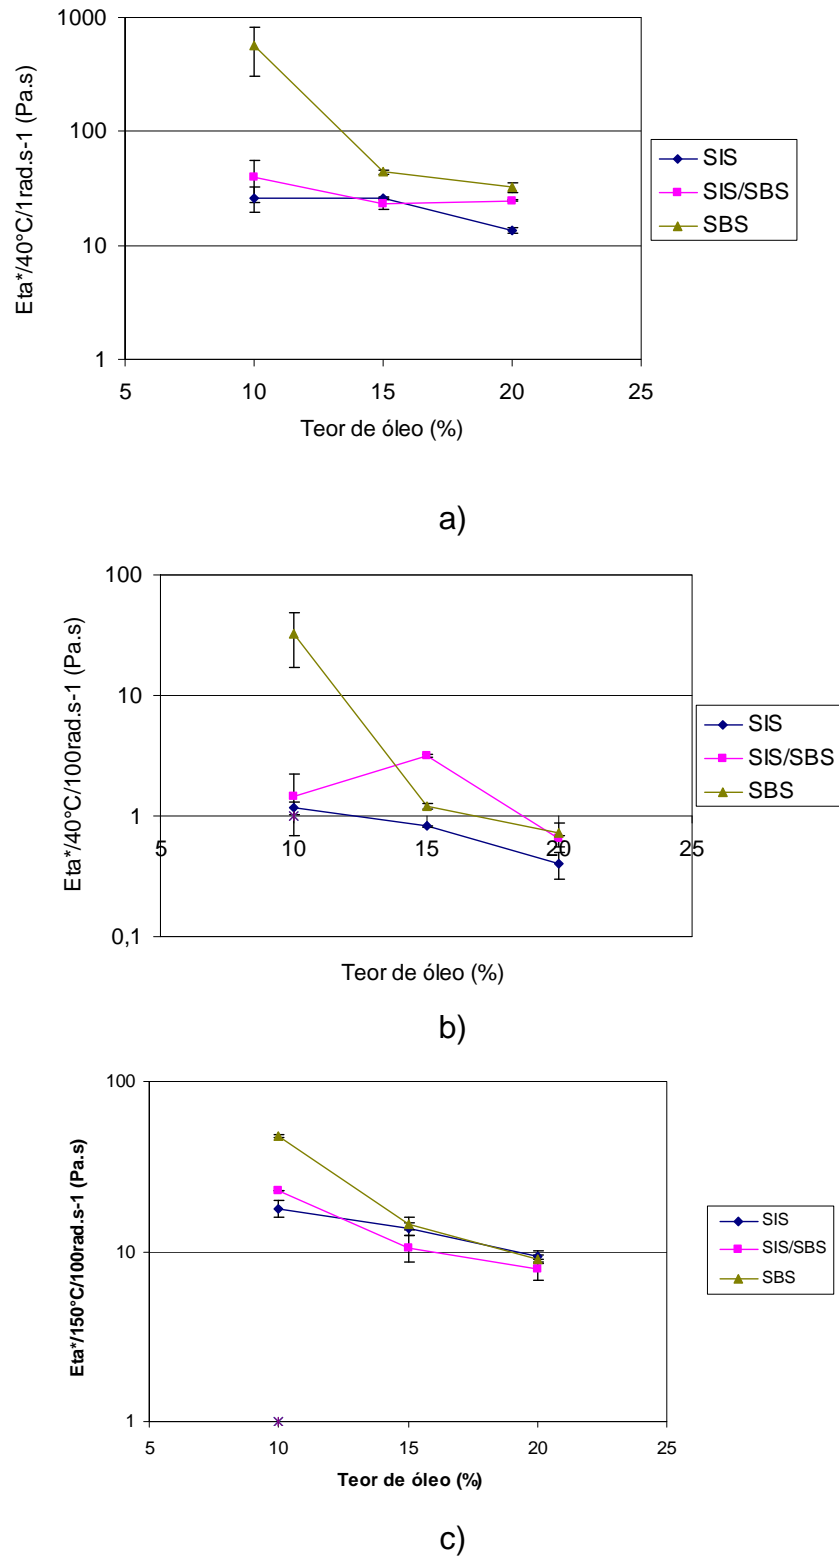 1000
100
10
1
5
10
15
20
25
Eta*/40°C/1rad.s-1 (Pa.s)
Teor de óleo (%)
SIS
SIS/SBS
SBS
a)
100
10
1
0,1
5
10
15
20
25
Eta*/40°C/100rad.s-1 (Pa.s)
Teor de óleo (%)
SIS
SIS/SBS
SBS
b)
100
10
1
5
10
15
20
25
Eta*/150°C/100rad.s-1 (Pa.s)
Teor de óleo (%)
SIS
SIS/SBS
SBS
c)